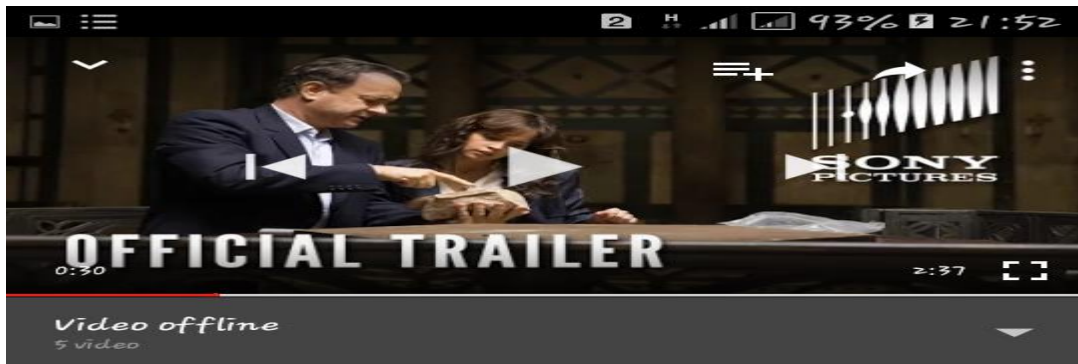 2 H 93% 21:52
SONY
PICTURES
OFFICIAL TRAILER
0:30 2:37
Video offline
5 video